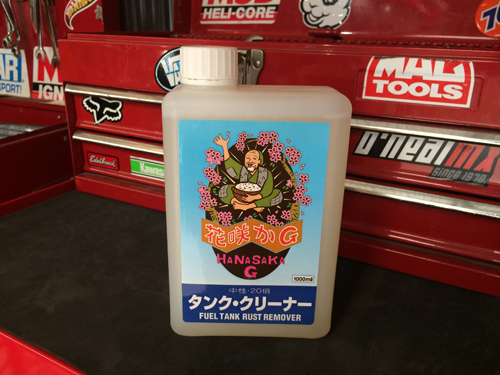 HELI-CORE
MAC
TOOLS
O'NEAL
SINCE 1970
Edelbrock
Kawasaki
花咲かG
HANASAKA
G
1000ml
中性・20倍
タンク・クリーナー
FUEL TANK RUST REMOVER